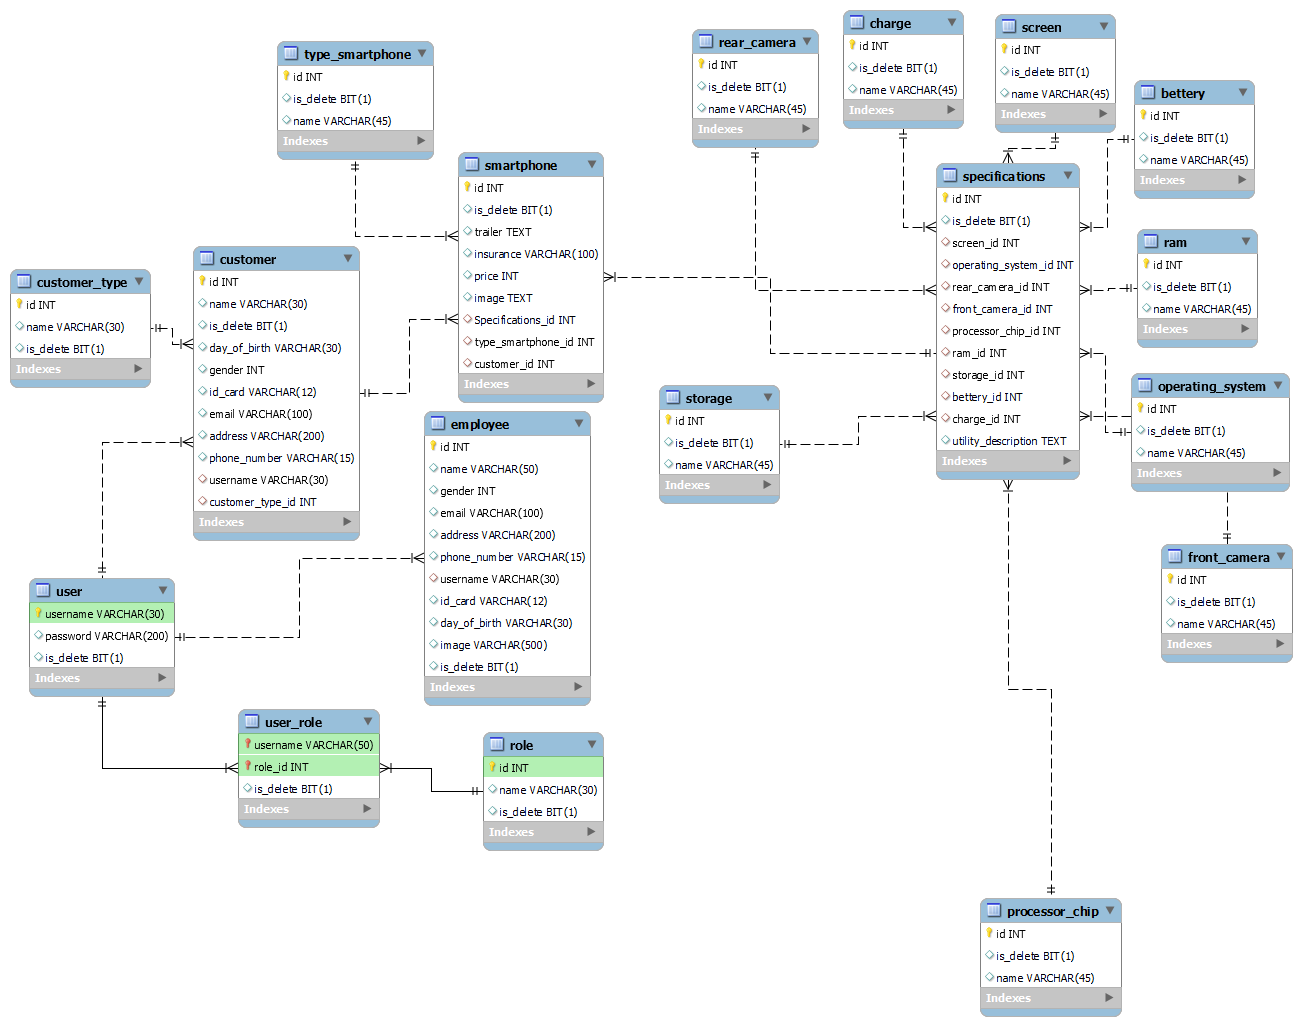 type_smartphone
id INT
is_delete BIT(1)
name VARCHAR(45)
Indexes
rear_camera
id INT
is_delete BIT(1)
name VARCHAR(45)
Indexes
charge
id INT
is_delete BIT(1)
name VARCHAR(45)
Indexes
screen
id INT
is_delete BIT(1)
name VARCHAR(45)
Indexes
bettery
id INT
is_delete BIT(1)
name VARCHAR(45)
Indexes
smartphone
id INT
is_delete BIT(1)
trailer TEXT
insurance VARCHAR(100)
price INT
image TEXT
Specifications_id INT
type_smartphone_id INT
customer_id INT
Indexes
specifications
id INT
is_delete BIT(1)
screen_id INT
operating_system_id INT
rear_camera_id INT
front_camera_id INT
processor_chip_id INT
ram_id INT
storage_id INT
bettery_id INT
charge_id INT
utility_description TEXT
Indexes
ram
id INT
is_delete BIT(1)
name VARCHAR(45)
Indexes
customer_type
id INT
name VARCHAR(30)
is_delete BIT(1)
Indexes
customer
id INT
name VARCHAR(30)
is_delete BIT(1)
day_of_birth VARCHAR(30)
gender INT
id_card VARCHAR(12)
email VARCHAR(100)
address VARCHAR(200)
phone_number VARCHAR(15)
username VARCHAR(30)
customer_type_id INT
Indexes
storage
id INT
is_delete BIT(1)
name VARCHAR(45)
Indexes
operating_system
id INT
is_delete BIT(1)
name VARCHAR(45)
Indexes
employee
id INT
name VARCHAR(50)
gender INT
email VARCHAR(100)
address VARCHAR(200)
phone_number VARCHAR(15)
username VARCHAR(30)
id_card VARCHAR(12)
day_of_birth VARCHAR(30)
image VARCHAR(500)
is_delete BIT(1)
Indexes
front_camera
id INT
is_delete BIT(1)
name VARCHAR(45)
Indexes
user
username VARCHAR(30)
password VARCHAR(200)
is_delete BIT(1)
Indexes
user_role
username VARCHAR(50)
role_id INT
is_delete BIT(1)
Indexes
role
id INT
name VARCHAR(30)
is_delete BIT(1)
Indexes
processor_chip
id INT
is_delete BIT(1)
name VARCHAR(45)
Indexes